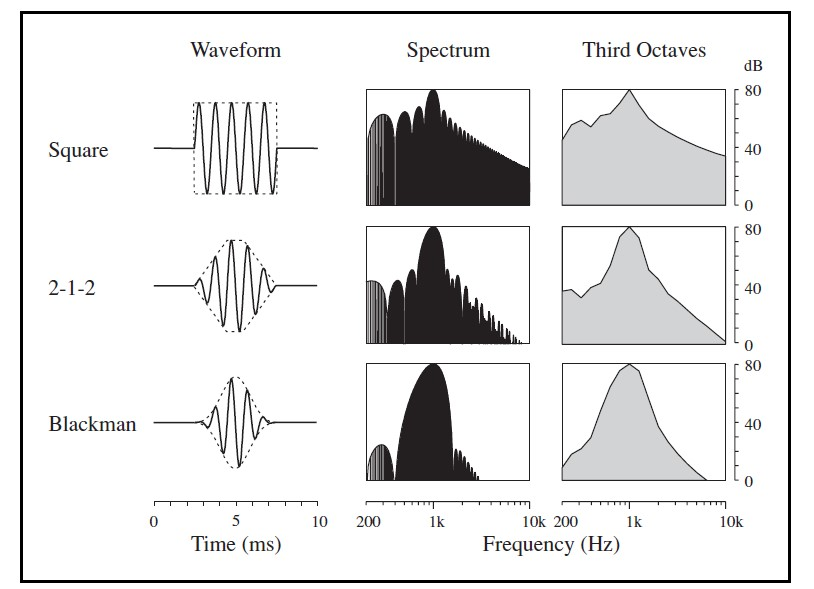 Waveform Spectrum Third Octaves
dB
Square 80
40
0
2-1-2 80
40
0
Blackman 80
40
0
0 5 10 200 1k 10k 200 1k 10k
Time (ms) Frequency (Hz)